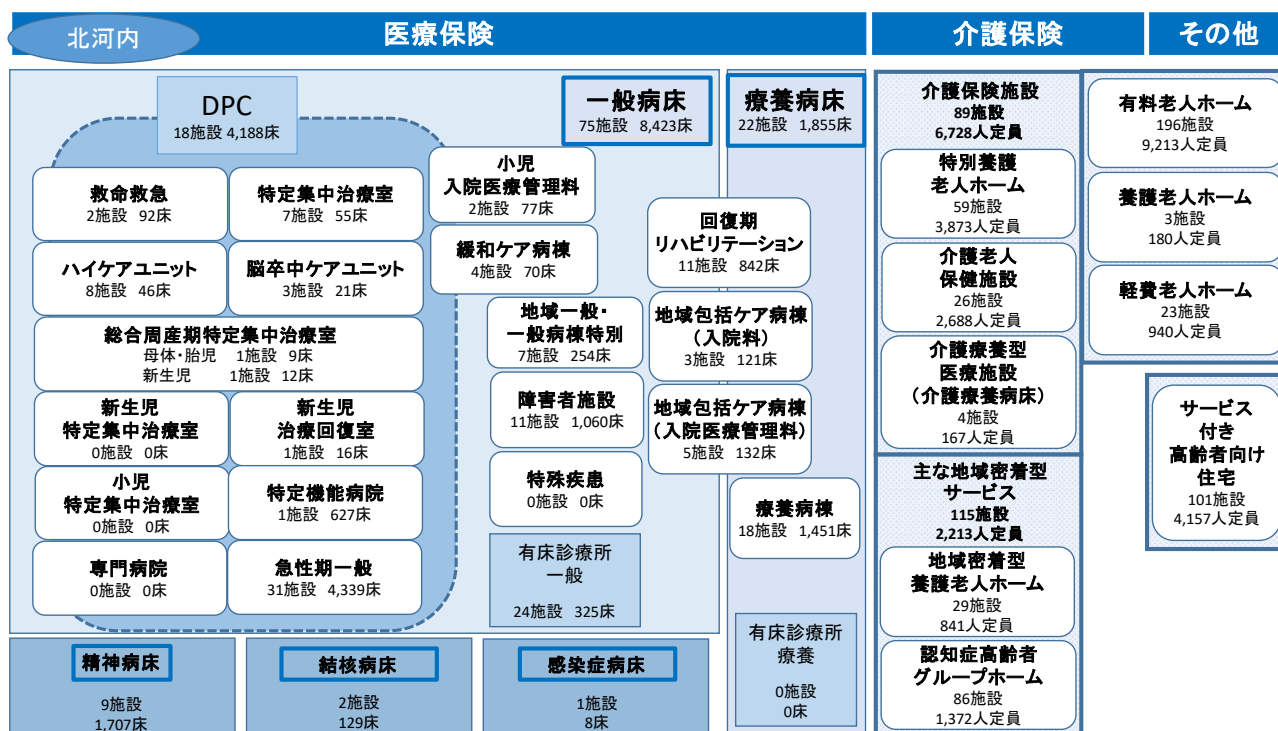 北河内
医療保険
介護保険
その他
DPC
18施設 4,188床
一般病床
75施設 8,423床
療養病床
22施設 1,855床
救命救急
2施設 92床
特定集中治療室
7施設 55床
小児
入院医療管理料
2施設 77床
ハイケアユニット
8施設 46床
脳卒中ケアユニット
3施設 21床
緩和ケア病棟
4施設 70床
総合周産期特定集中治療室
母体・胎児 1施設 9床
新生児 1施設 12床
新生児
特定集中治療室
0施設 0床
新生児
治療回復室
1施設 16床
小児
特定集中治療室
0施設 0床
特定機能病院
1施設 627床
専門病院
0施設 0床
急性期一般
31施設 4,339床
地域一般・
一般病棟特別
7施設 254床
障害者施設
11施設 1,060床
特殊疾患
0施設 0床
有床診療所
一般
24施設 325床
回復期
リハビリテーション
11施設 842床
地域包括ケア病棟
(入院料)
3施設 121床
地域包括ケア病棟
(入院医療管理料)
5施設 132床
療養病棟
18施設 1,451床
有床診療所
療養
0施設
0床
精神病床
9施設
1,707床
結核病床
2施設
129床
感染症病床
1施設
8床
介護保険施設
89施設
6,728人定員
特別養護
老人ホーム
59施設
3,873人定員
介護老人
保健施設
26施設
2,688人定員
介護療養型
医療施設
(介護療養病床)
4施設
167人定員
主な地域密着型
サービス
115施設
2,213人定員
地域密着型
養護老人ホーム
29施設
841人定員
認知症高齢者
グループホーム
86施設
1,372人定員
有料老人ホーム
196施設
9,213人定員
養護老人ホーム
3施設
180人定員
軽費老人ホーム
23施設
940人定員
サービス
付き
高齢者向け
住宅
101施設
4,157人定員